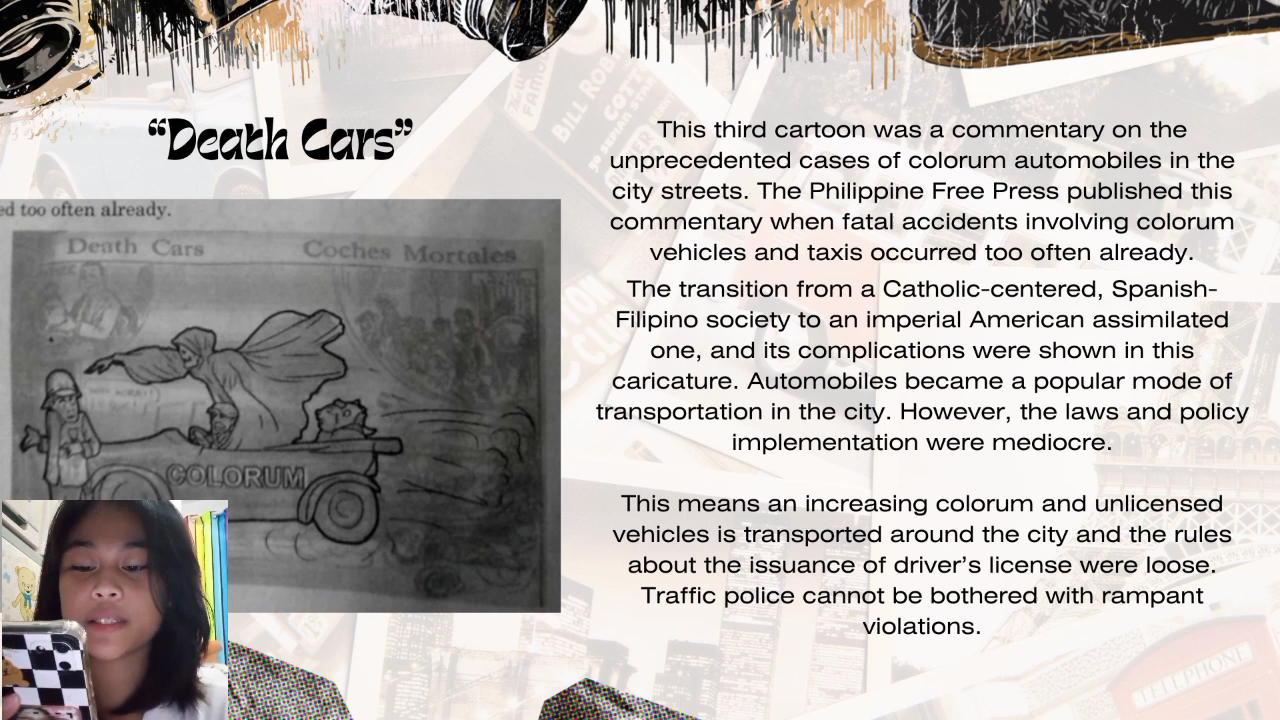 “Death Cars”
ed too often already.
Death Cars Coches Mortales
COLORUM
This third cartoon was a commentary on the
unprecedented cases of colorum automobiles in the
city streets. The Philippine Free Press published this
commentary when fatal accidents involving colorum
vehicles and taxis occurred too often already.
The transition from a Catholic-centered, Spanish-
Filipino society to an imperial American assimilated
one, and its complications were shown in this
caricature. Automobiles became a popular mode of
transportation in the city. However, the laws and policy
implementation were mediocre.
This means an increasing colorum and unlicensed
vehicles is transported around the city and the rules
about the issuance of driver’s license were loose.
Traffic police cannot be bothered with rampant
violations.
BILL ROB
TELEPHONE